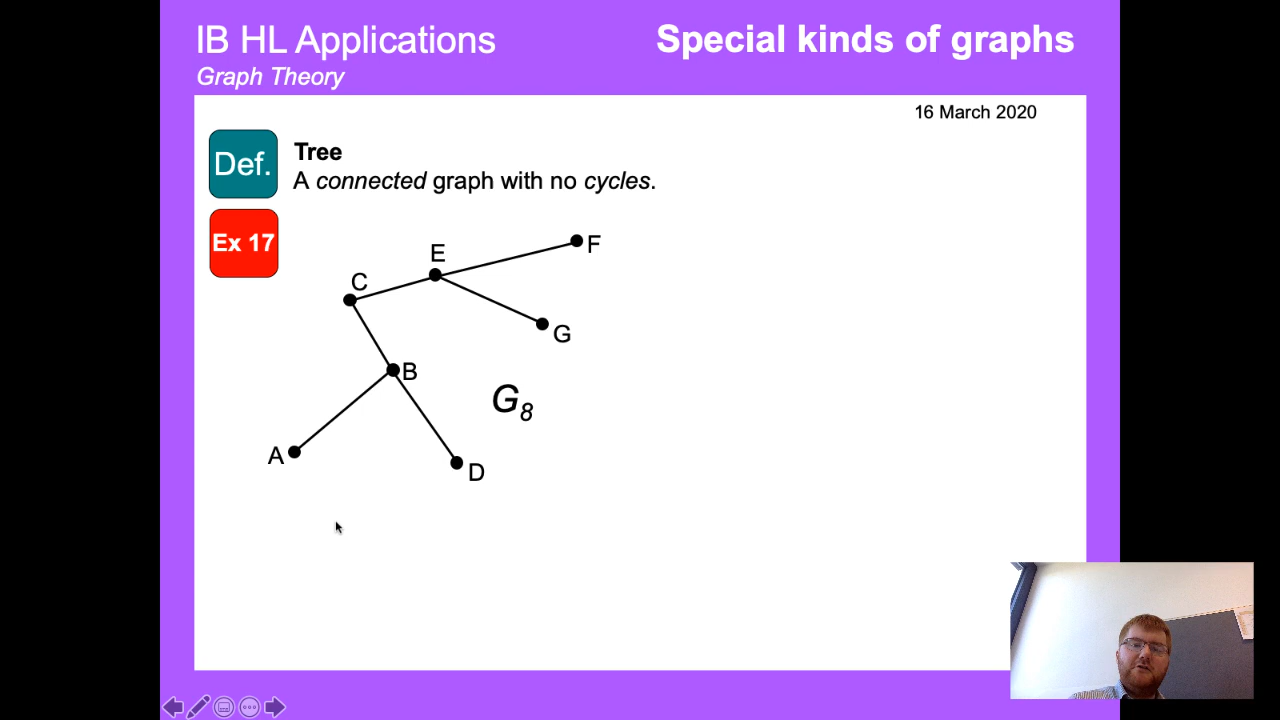 IB HL Applications
Special kinds of graphs
Graph Theory
16 March 2020
Def.
Tree
A connected graph with no cycles.
Ex 17
F
E
C
G
B
G8
A
D